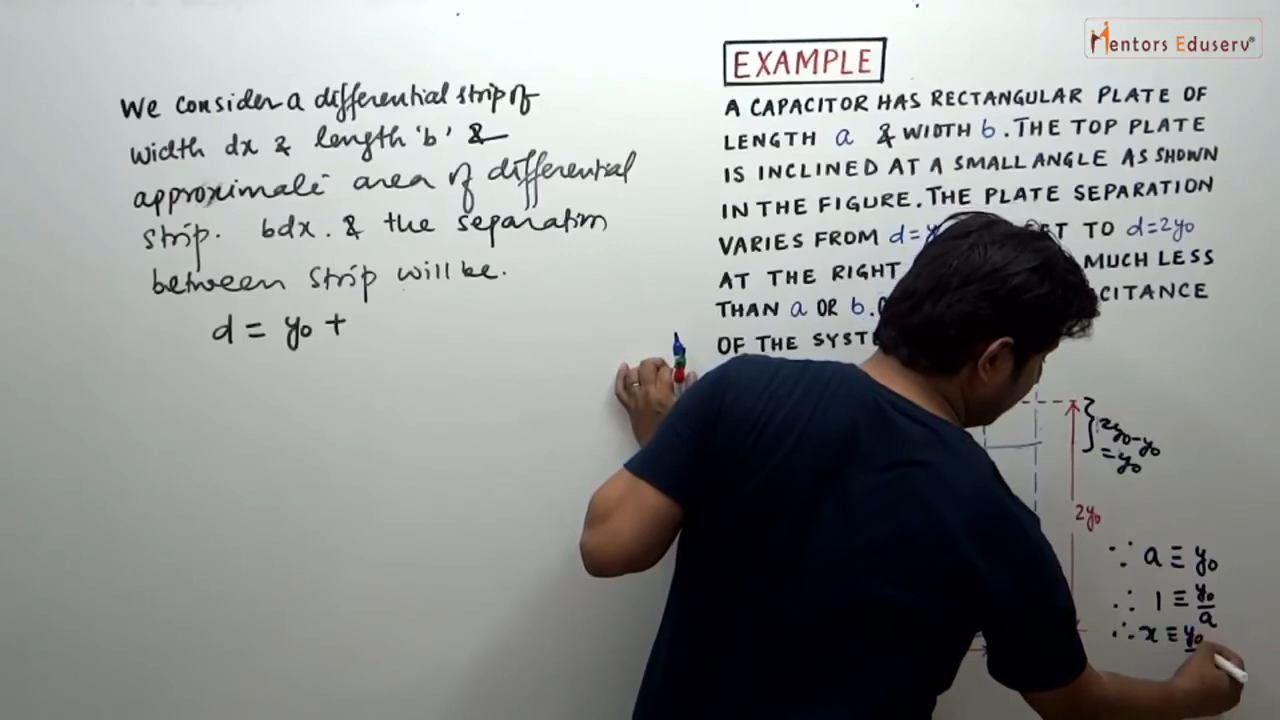 Mentors Eduserv®
We consider a differential strip of
width dx & length 'b' &
approximate area of differential
strip. bdx. & the separation
between strip will be.
d = y₀ +
EXAMPLE
A CAPACITOR HAS RECTANGULAR PLATE OF
LENGTH a & WIDTH b. THE TOP PLATE
IS INCLINED AT A SMALL ANGLE AS SHOWN
IN THE FIGURE. THE PLATE SEPARATION
VARIES FROM d= TO d=2y₀
AT THE RIGHT MUCH LESS
THAN a OR b.
OF THE
2y₀-y₀
=y₀
2y₀
∵ a ≡ y₀
∴ 1 ≡ y₀/a
∴ x ≡ y₀